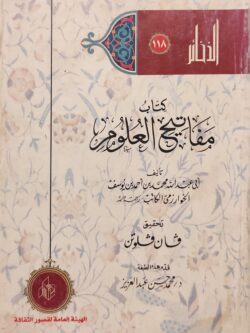 الذخائر
١١٨
كتاب
مفاتيح العلوم
تأليف
أبي عبد الله محمد بن أحمد بن يوسف
الخوارزمي الكاتب
تحقيق
فان فلوتن
قدم هذه الطبعة
د. محمد حسن عبد العزيز
الهيئة العامة لقصور الثقافة